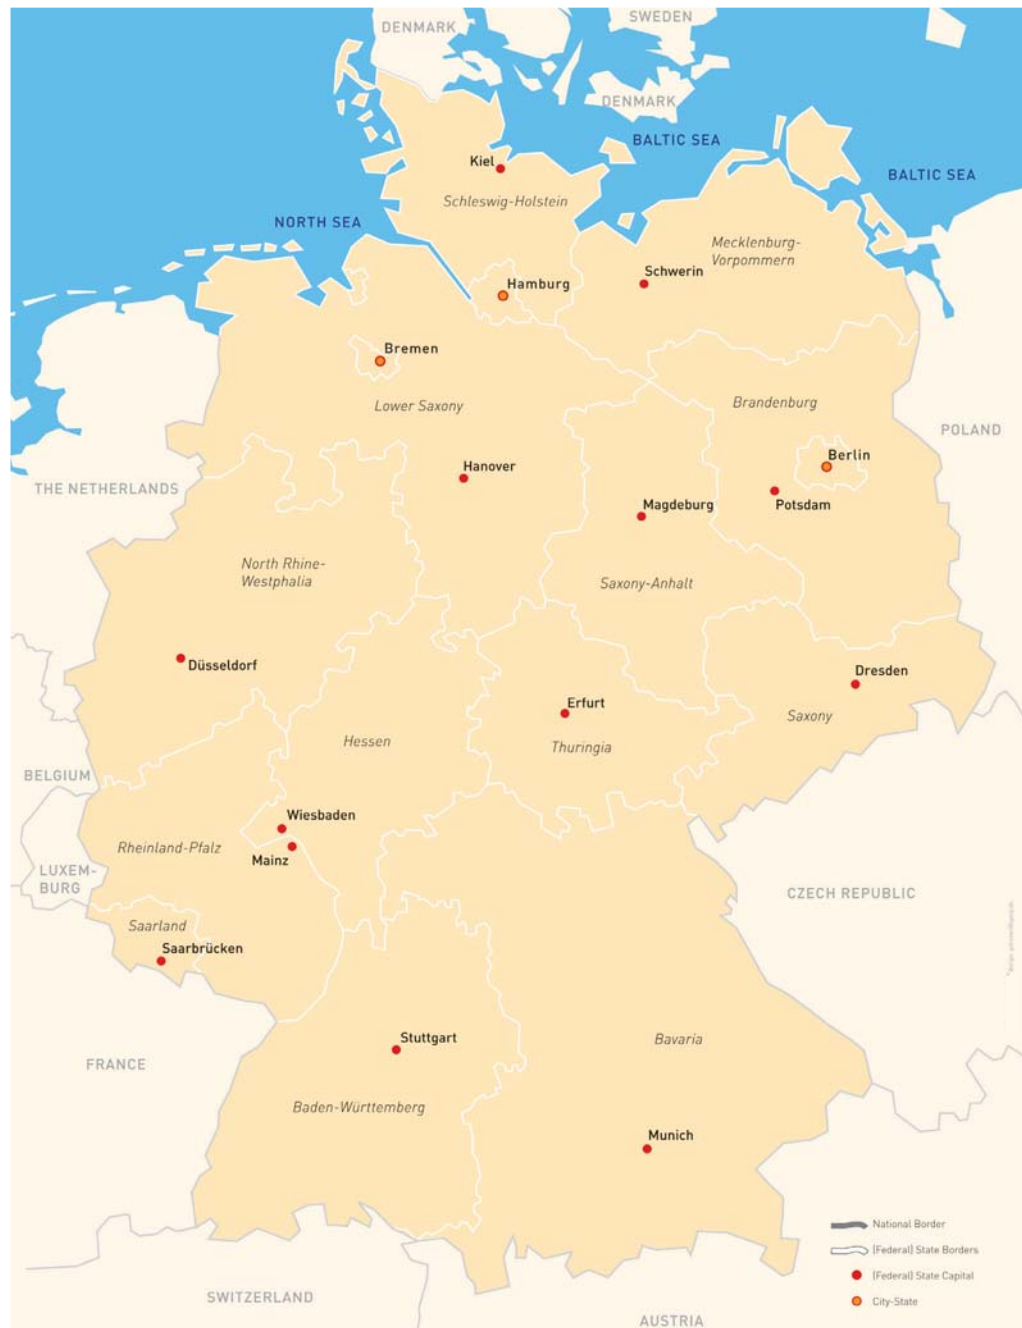 SWEDEN
DENMARK
DENMARK
BALTIC SEA
Kiel
BALTIC SEA
Schleswig-Holstein
NORTH SEA
Mecklenburg-
Vorpommern
Schwerin
Hamburg
Bremen
Lower Saxony
Brandenburg
POLAND
Berlin
Hanover
THE NETHERLANDS
Magdeburg
Potsdam
North Rhine-
Westphalia
Saxony-Anhalt
Düsseldorf
Dresden
Erfurt
Saxony
Hessen
Thuringia
BELGIUM
Wiesbaden
Rheinland-Pfalz
Mainz
LUXEM-
BURG
CZECH REPUBLIC
Saarland
Saarbrücken
Stuttgart
Bavaria
FRANCE
Baden-Württemberg
Munich
National Border
(Federal) State Borders
(Federal) State Capital
City-State
SWITZERLAND
AUSTRIA